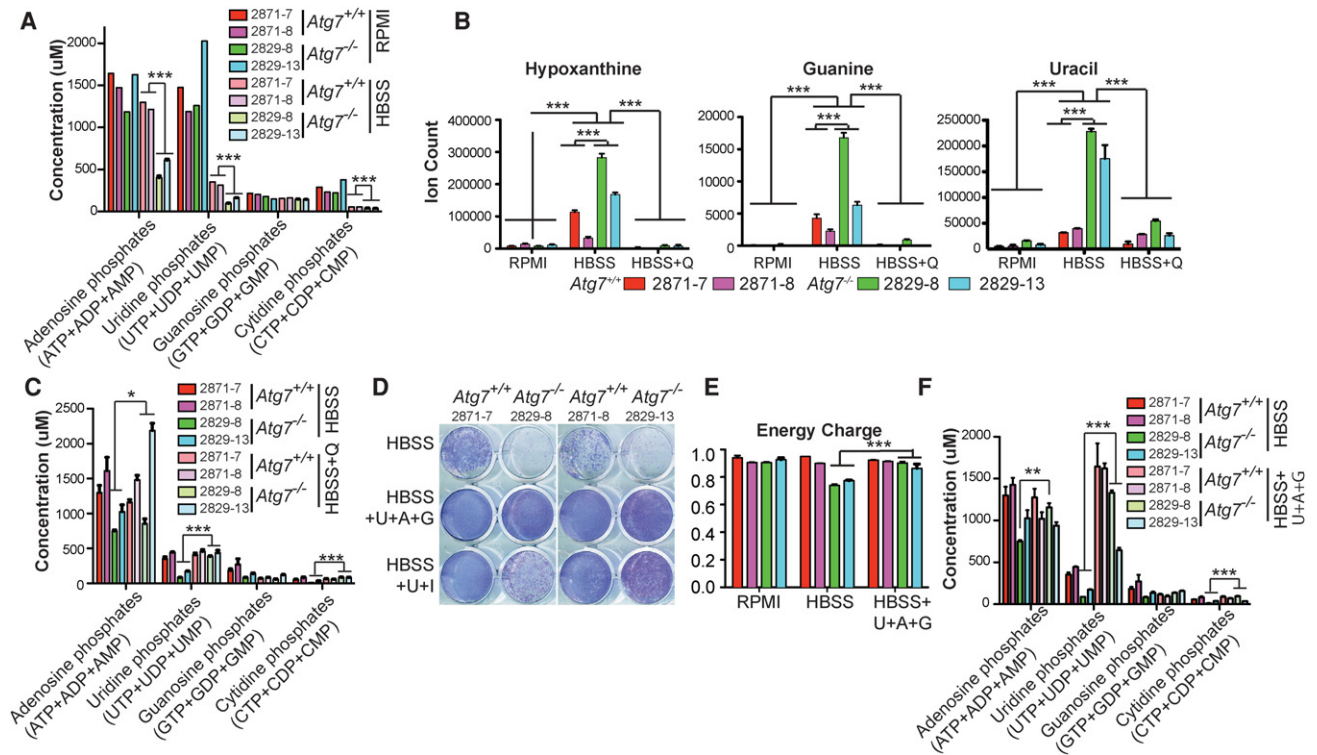 A
Concentration (uM)
2000
1500
1000
500
0
2871-7
2871-8
2829-8
2829-13
2871-7
2871-8
2829-8
2829-13
Atg7+/+
Atg7-/-
Atg7+/+
Atg7-/-
RPMI
HBSS
***
***
***
Adenosine phosphates
(ATP+ADP+AMP)
Uridine phosphates
(UTP+UDP+UMP)
Guanosine phosphates
(GTP+GDP+GMP)
Cytidine phosphates
(CTP+CDP+CMP)
B
Hypoxanthine
Ion Count
400000
300000
200000
100000
0
*** ***
***
RPMI HBSS HBSS+Q
Guanine
20000
15000
10000
5000
0
*** ***
***
RPMI HBSS HBSS+Q
Uracil
250000
200000
150000
100000
50000
0
*** ***
***
RPMI HBSS HBSS+Q
Atg7+/+ 2871-7 2871-8 Atg7-/- 2829-8 2829-13
C
Concentration (uM)
2500
2000
1500
1000
500
0
2871-7
2871-8
2829-8
2829-13
2871-7
2871-8
2829-8
2829-13
Atg7+/+
Atg7-/-
Atg7+/+
Atg7-/-
HBSS
HBSS+Q
*
***
***
Adenosine phosphates
(ATP+ADP+AMP)
Uridine phosphates
(UTP+UDP+UMP)
Guanosine phosphates
(GTP+GDP+GMP)
Cytidine phosphates
(CTP+CDP+CMP)
D
Atg7+/+ Atg7-/- Atg7+/+ Atg7-/-
2871-7 2829-8 2871-8 2829-13
HBSS
HBSS
+U+A+G
HBSS
+U+I
E
Energy Charge
***
1.0
0.8
0.6
0.4
0.2
0.0
RPMI HBSS HBSS+
U+A+G
F
Concentration (uM)
2000
1500
1000
500
0
2871-7
2871-8
2829-8
2829-13
2871-7
2871-8
2829-8
2829-13
Atg7+/+
Atg7-/-
Atg7+/+
Atg7-/-
HBSS
HBSS+
U+A+G
**
***
***
Adenosine phosphates
(ATP+ADP+AMP)
Uridine phosphates
(UTP+UDP+UMP)
Guanosine phosphates
(GTP+GDP+GMP)
Cytidine phosphates
(CTP+CDP+CMP)